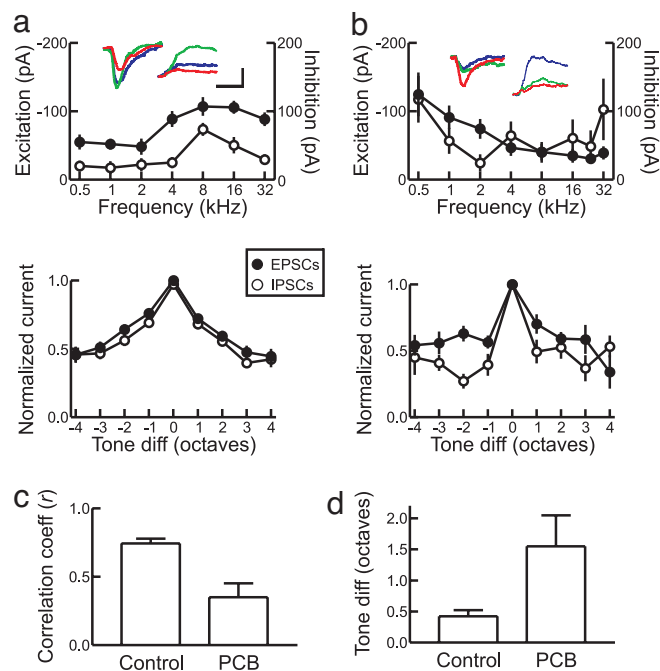 a
-200
-100
0
Excitation (pA)
200
100
0
Inhibition (pA)
0.5 1 2 4 8 16 32
Frequency (kHz)
b
-200
-100
0
Excitation (pA)
200
100
0
Inhibition (pA)
0.5 1 2 4 8 16 32
Frequency (kHz)
1.0
0.5
0.0
Normalized current
EPSCs
IPSCs
-4 -3 -2 -1 0 1 2 3 4
Tone diff (octaves)
1.0
0.5
0.0
Normalized current
-4 -3 -2 -1 0 1 2 3 4
Tone diff (octaves)
c
1.0
0.5
0.0
Correlation coeff (r)
Control PCB
d
2.0
1.5
1.0
0.5
0.0
Tone diff (octaves)
Control PCB